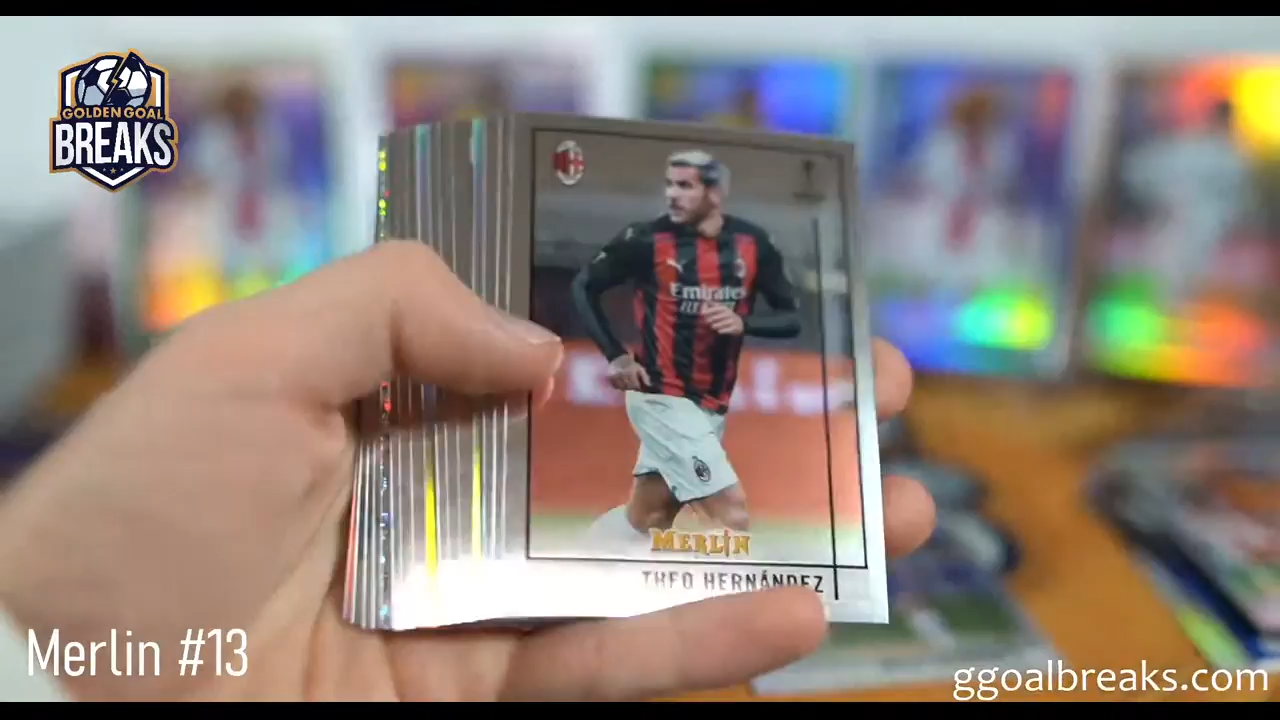 GOLDEN GOAL
BREAKS
Emirates
MERLIN
THEO HERNÁNDEZ
Merlin #13
ggoalbreaks.com